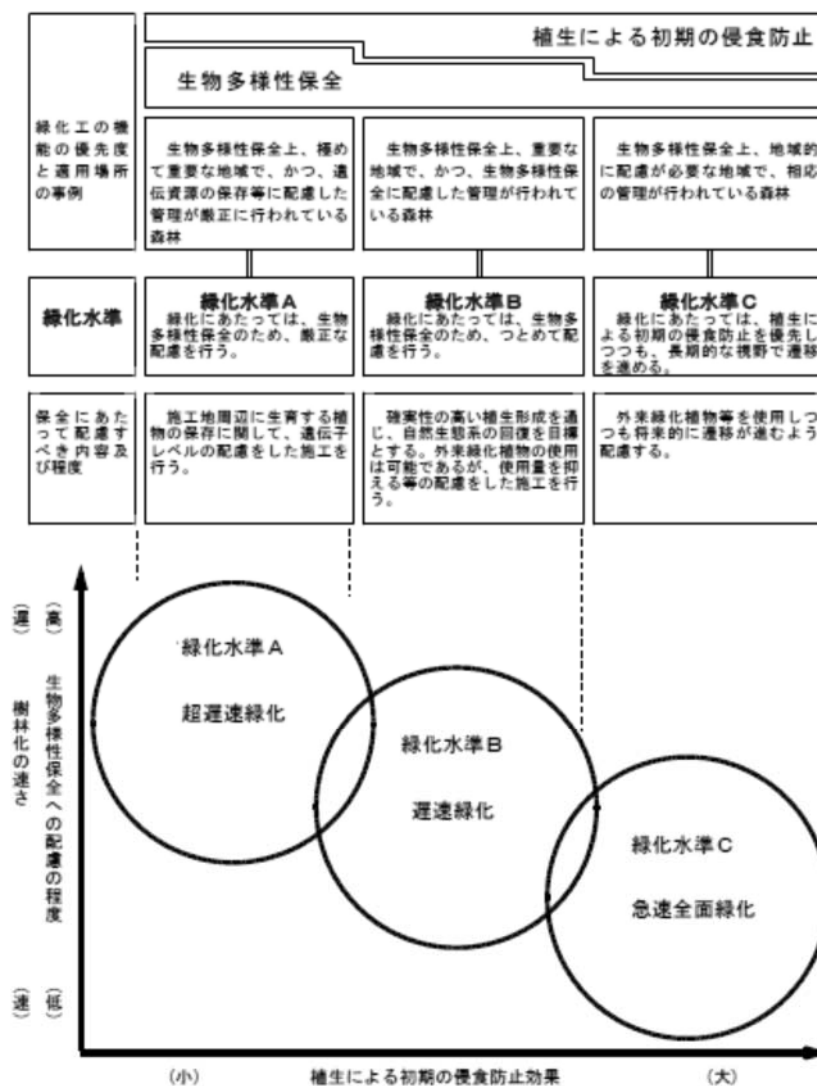 植生による初期の侵食防止
生物多様性保全
緑化工の機
能の優先度
と適用場所
の事例
生物多様性保全上、極め
て重要な地域で、かつ、遺
伝資源の保存等に配慮した
管理が厳正に行われている
森林
生物多様性保全上、重要な
地域で、かつ、生物多様性保
全に配慮した管理が行われて
いる森林
生物多様性保全上、地域的
に配慮が必要な地域で、相応
の管理が行われている森林
緑化水準
緑化水準A
緑化にあたっては、生物
多様性保全のため、厳正な
配慮を行う。
緑化水準B
緑化にあたっては、生物多
様性保全のため、つとめて配
慮を行う。
緑化水準C
緑化にあたっては、植生に
よる初期の侵食防止を優先し
つつも、長期的な視野で遷移
を進める。
保全にあた
って配慮す
べき内容及
び程度
施工地周辺に生育する植
物の保存に関して、遺伝子
レベルの配慮をした施工を
行う。
確実性の高い植生形成を通
じ、自然生態系の回復を目標
とする。外来緑化植物の使用
は可能であるが、使用量を抑
える等の配慮をした施工を行
う。
外来緑化植物等を使用しつ
つも将来的に遷移が進むよう
配慮する。
(遅) 樹林化の速さ (速)
(高) 生物多様性保全への配慮の程度 (低)
緑化水準A
超遅速緑化
緑化水準B
遅速緑化
緑化水準C
急速全面緑化
(小) 植生による初期の侵食防止効果 (大)